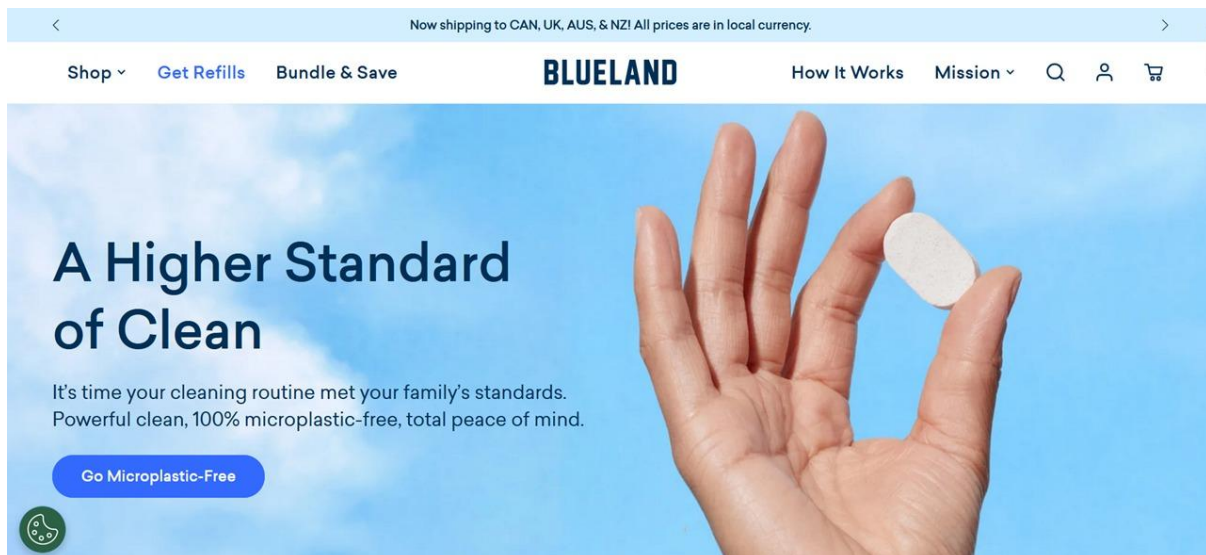 Now shipping to CAN, UK, AUS, & NZ! All prices are in local currency.
Shop Get Refills Bundle & Save BLUELAND How It Works Mission
A Higher Standard
of Clean
It's time your cleaning routine met your family's standards.
Powerful clean, 100% microplastic-free, total peace of mind.
Go Microplastic-Free